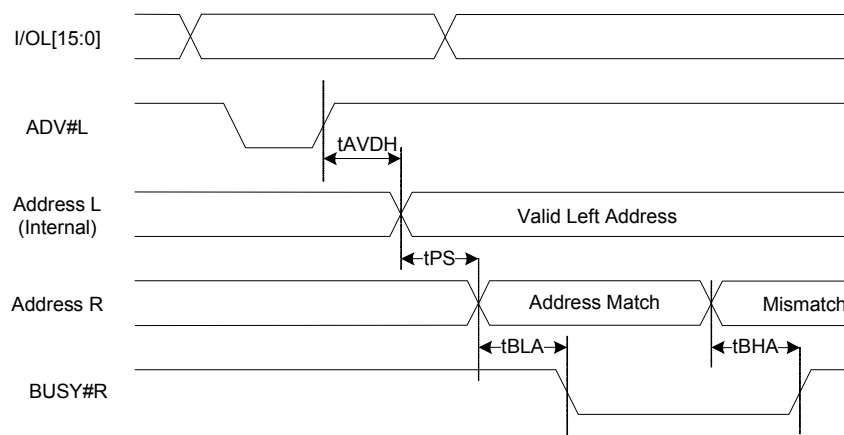 I/OL[15:0]
ADV#L
tAVDH
Address L
(Internal)
Valid Left Address
tPS
Address R
Address Match
Mismatch
tBLA
tBHA
BUSY#R